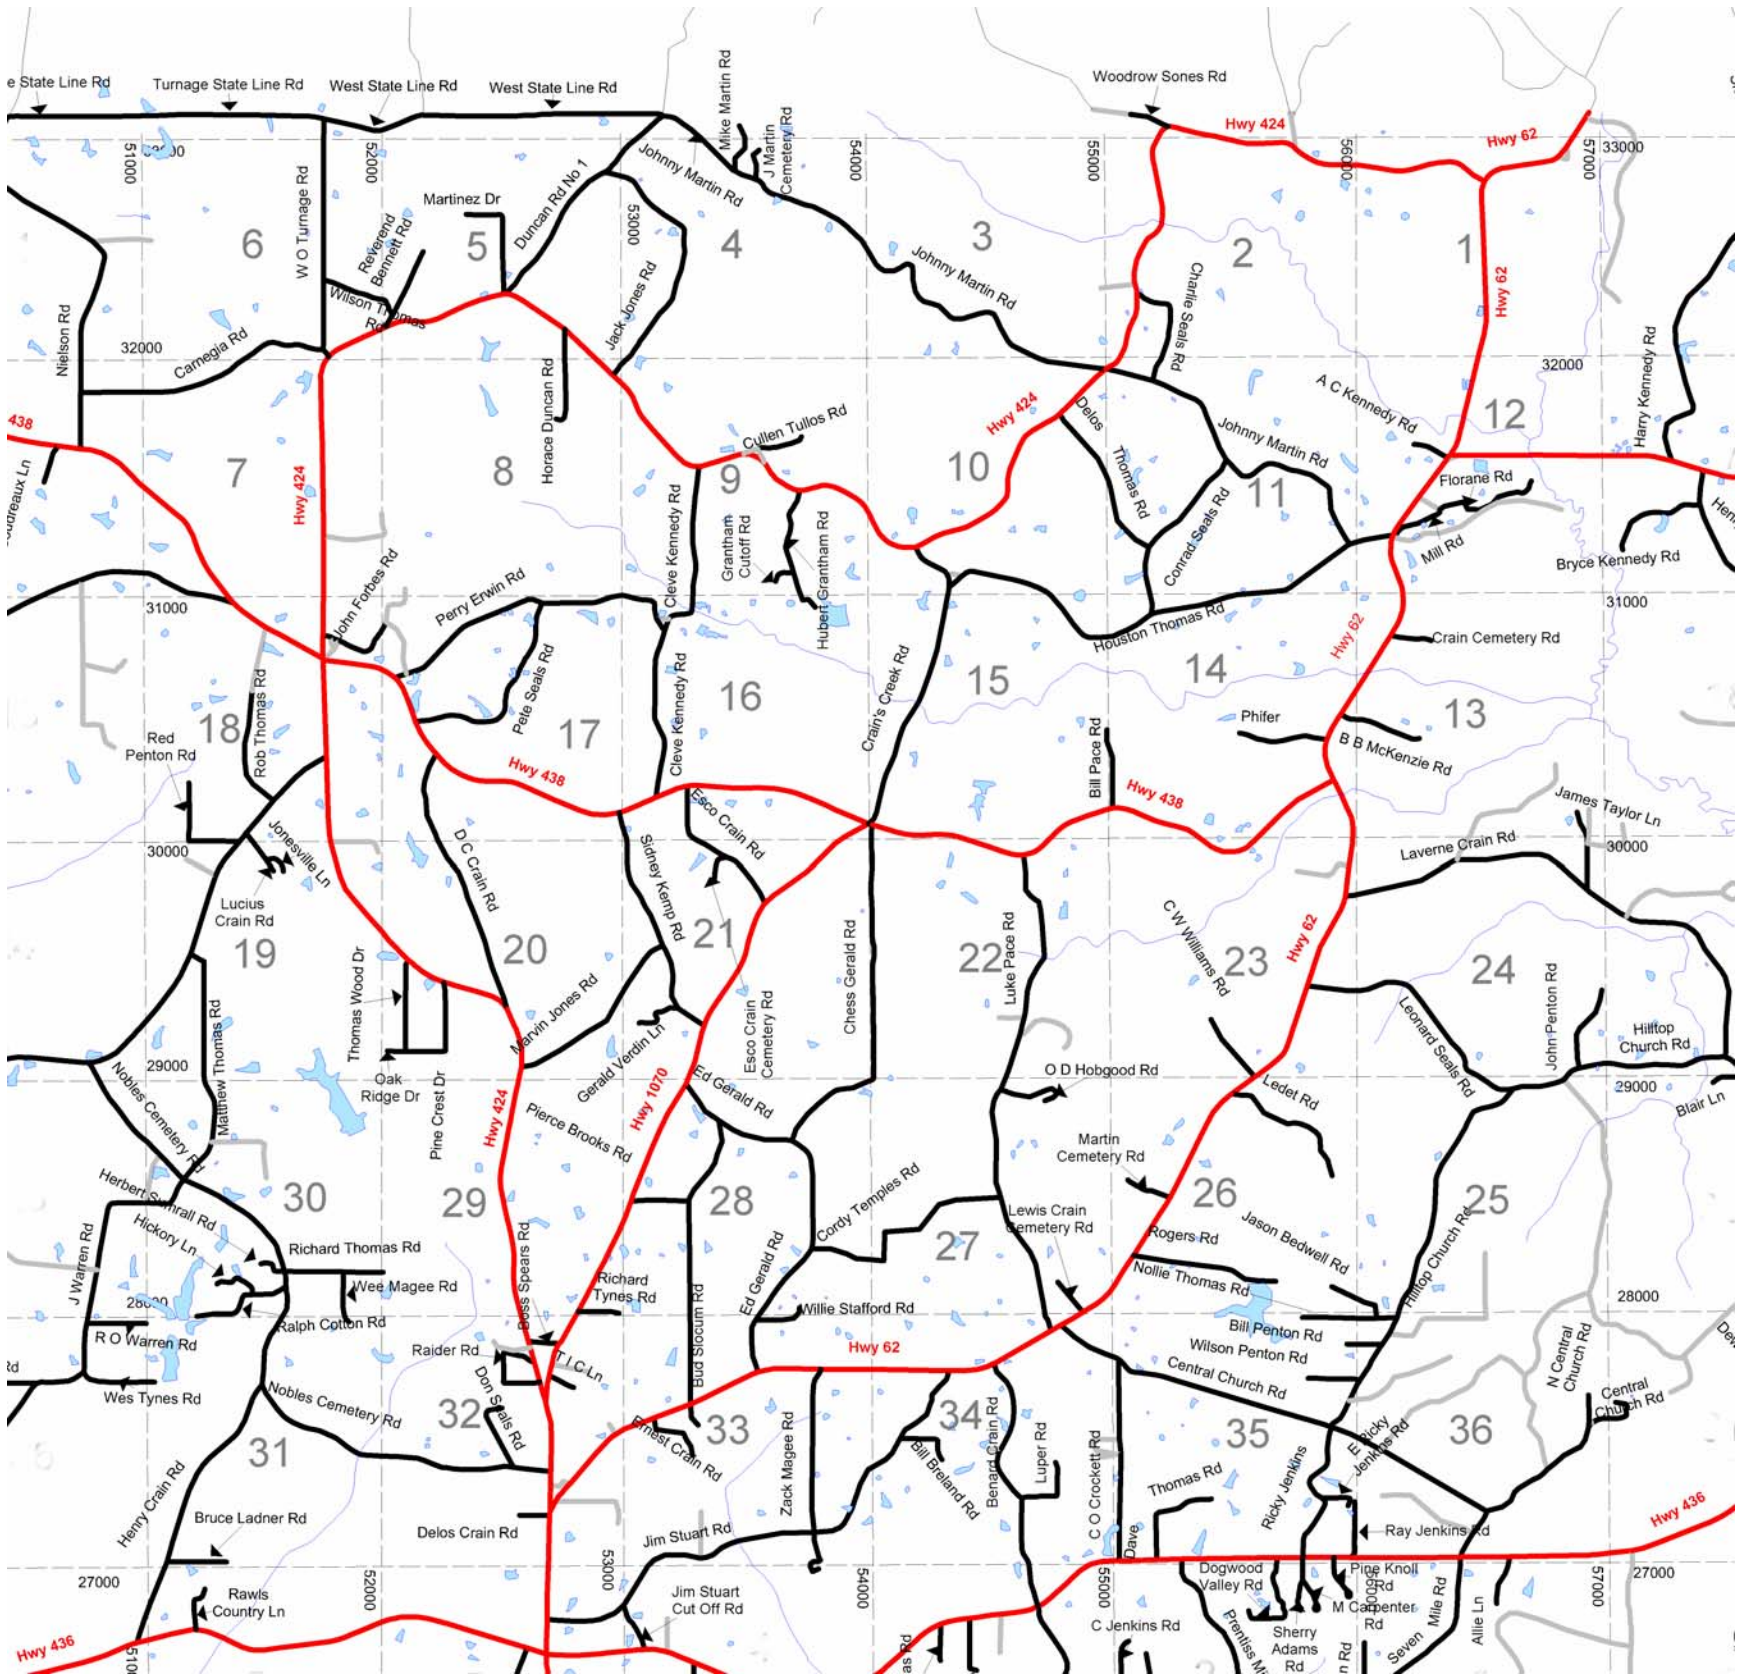 Woodrow Sones Rd
e State Line Rd
Turnage State Line Rd
West State Line Rd
West State Line Rd
Mike Martin Rd
J Martin
Cemetery Rd
Hwy 424
Hwy 62
33000
51000
52000
53000
54000
55000
56000
57000
33000
Johnny Martin Rd
W O Turnage Rd
Martinez Dr
Duncan Rd No 1
Reverend
Bennett Rd
6
5
4
3
2
1
Wilson Thomas
Rd
Jack Jones Rd
Johnny Martin Rd
Charlie Seals Rd
Hwy 62
Nielson Rd
32000
Carnegia Rd
32000
Harry Kennedy Rd
Horace Duncan Rd
A C Kennedy Rd
438
Hwy 424
Delos
Thomas Rd
Cullen Tullos Rd
Johnny Martin Rd
12
7
8
9
10
11
Hwy 424
Florane Rd
Mill Rd
Cleve Kennedy Rd
Grantham
Cutoff Rd
Hubert Grantham Rd
Conrad Seals Rd
Bryce Kennedy Rd
John Forbes Rd
Perry Erwin Rd
31000
31000
Houston Thomas Rd
Hwy 62
Crain Cemetery Rd
Rob Thomas Rd
Pete Seals Rd
Cleve Kennedy Rd
Crain's Creek Rd
18
17
16
15
14
13
Red
Penton Rd
Phifer
B B McKenzie Rd
Bill Pace Rd
Hwy 438
Hwy 438
Esco Crain Rd
James Taylor Ln
Jonesville Ln
30000
D C Crain Rd
Sidney Kemp Rd
Laverne Crain Rd
30000
Lucius
Crain Rd
Chess Gerald Rd
Luke Pace Rd
C W Williams Rd
Hwy 62
19
20
21
22
23
24
Thomas Wood Dr
Matthew Thomas Rd
Marvin Jones Rd
Esco Crain
Cemetery Rd
Leonard Seals Rd
John Penton Rd
Hilltop
Church Rd
Gerald Verdin Ln
29000
Oak
Ridge Dr
Pine Crest Dr
Hwy 424
Hwy 1070
Ed Gerald Rd
O D Hobgood Rd
Ledet Rd
29000
Blair Ln
Nobles Cemetery Rd
Pierce Brooks Rd
Martin
Cemetery Rd
Herbert Sumrall Rd
Hickory Ln
30
29
28
27
26
25
Cordy Temples Rd
Lewis Crain
Cemetery Rd
Rogers Rd
Jason Bedwell Rd
Hilltop Church Rd
J Warren Rd
Richard Thomas Rd
Wee Magee Rd
Boss Spears Rd
Richard
Tynes Rd
Bud Slocum Rd
Ed Gerald Rd
Willie Stafford Rd
Nollie Thomas Rd
28000
28000
Ralph Cotton Rd
R O Warren Rd
Raider Rd
T I C Ln
Hwy 62
Bill Penton Rd
Wilson Penton Rd
Central Church Rd
N Central
Church Rd
Central
Church Rd
Wes Tynes Rd
Nobles Cemetery Rd
Don Seals Rd
31
32
33
34
35
36
Ernest Crain Rd
Zack Magee Rd
Bill Breland Rd
Benard Crain Rd
Luper Rd
C O Crockett Rd
Thomas Rd
Dave
Ricky Jenkins
E Ricky
Jenkins Rd
Henry Crain Rd
Bruce Ladner Rd
Delos Crain Rd
Jim Stuart Rd
Ray Jenkins Rd
Hwy 436
27000
Rawls
Country Ln
52000
53000
54000
55000
57000
27000
Jim Stuart
Cut Off Rd
Dogwood
Valley Rd
Pine Knoll
Rd
M Carpenter
Rd
Sherry
Adams
Rd
C Jenkins Rd
Seven
Mile Rd
Allie Ln
Hwy 436